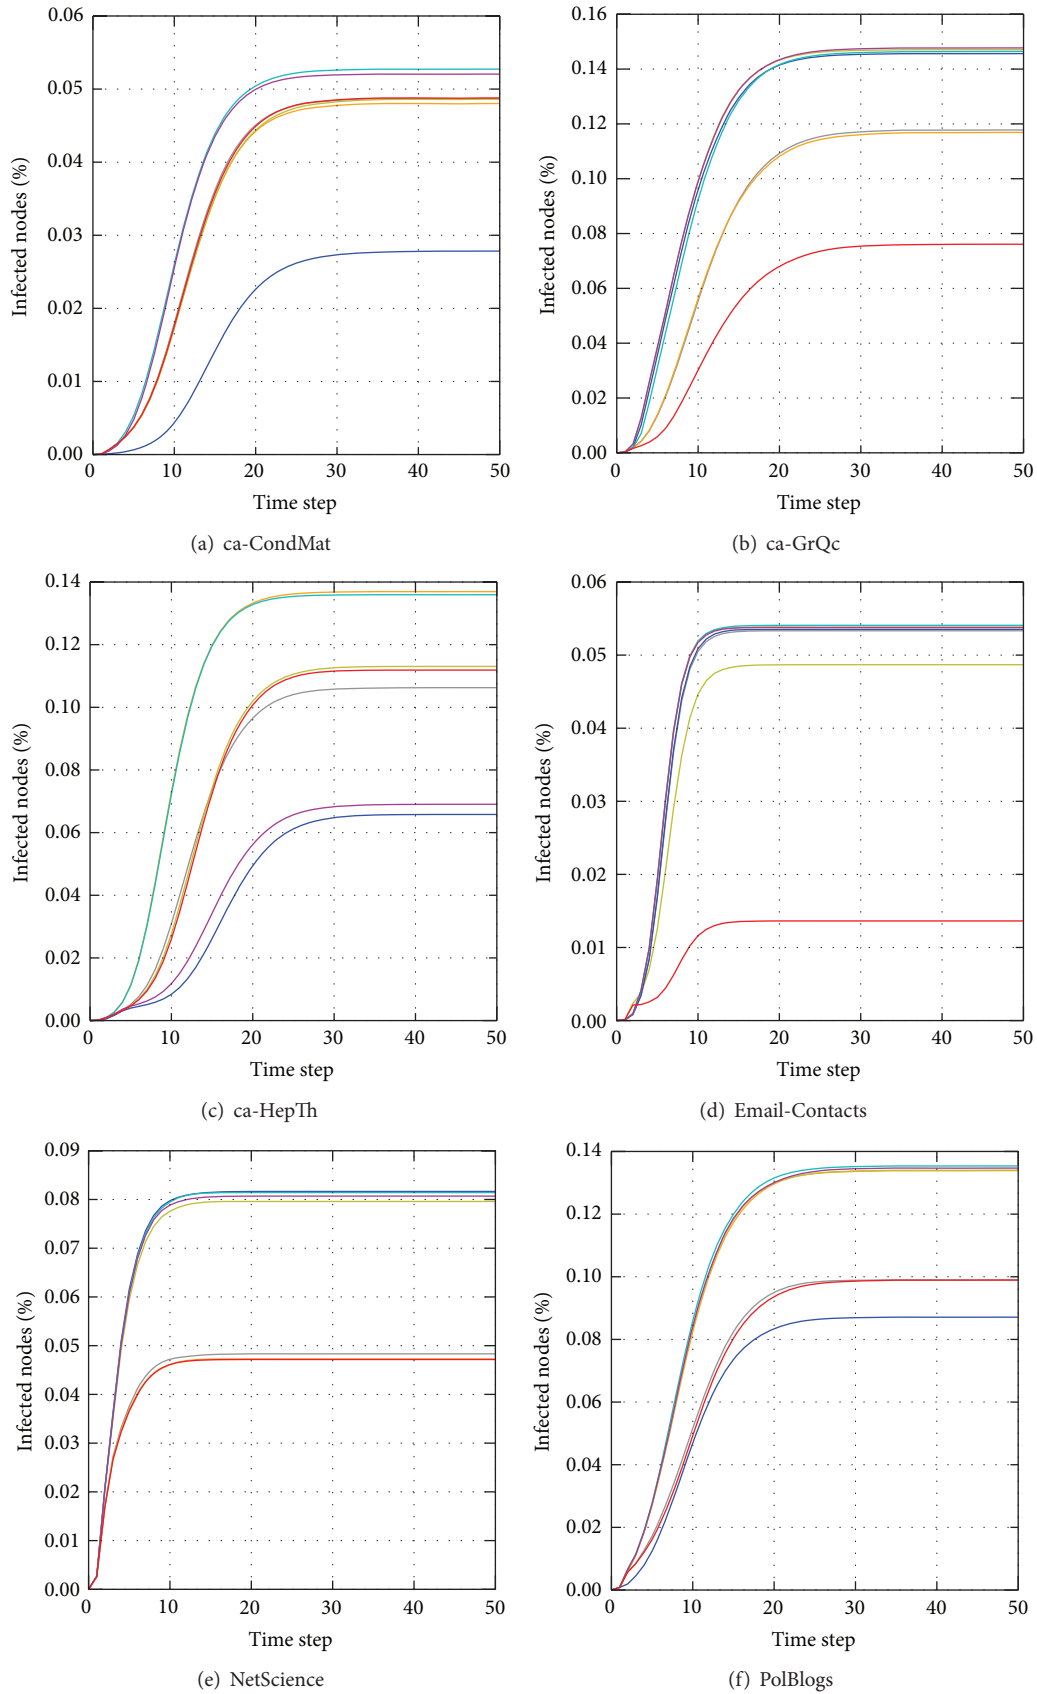 0.06
0.05
0.04
0.03
0.02
0.01
0.00
Infected nodes (%)
0 10 20 30 40 50
Time step
(a) ca-CondMat
0.16
0.14
0.12
0.10
0.08
0.06
0.04
0.02
0.00
Infected nodes (%)
0 10 20 30 40 50
Time step
(b) ca-GrQc
0.14
0.12
0.10
0.08
0.06
0.04
0.02
0.00
Infected nodes (%)
0 10 20 30 40 50
Time step
(c) ca-HepTh
0.06
0.05
0.04
0.03
0.02
0.01
0.00
Infected nodes (%)
0 10 20 30 40 50
Time step
(d) Email-Contacts
0.09
0.08
0.07
0.06
0.05
0.04
0.03
0.02
0.01
0.00
Infected nodes (%)
0 10 20 30 40 50
Time step
(e) NetScience
0.14
0.12
0.10
0.08
0.06
0.04
0.02
0.00
Infected nodes (%)
0 10 20 30 40 50
Time step
(f) PolBlogs